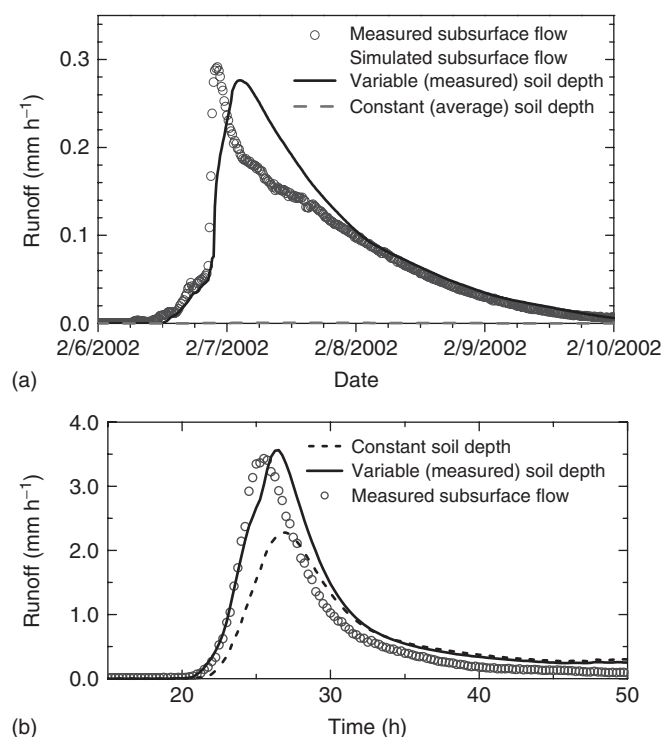 Measured subsurface flow
Simulated subsurface flow
Variable (measured) soil depth
Constant (average) soil depth
0.3
0.2
0.1
0.0
Runoff (mm h⁻¹)
2/6/2002 2/7/2002 2/8/2002 2/9/2002 2/10/2002
(a)
Date
4.0
3.0
2.0
1.0
0.0
Runoff (mm h⁻¹)
Constant soil depth
Variable (measured) soil depth
Measured subsurface flow
20 30 40 50
(b)
Time (h)